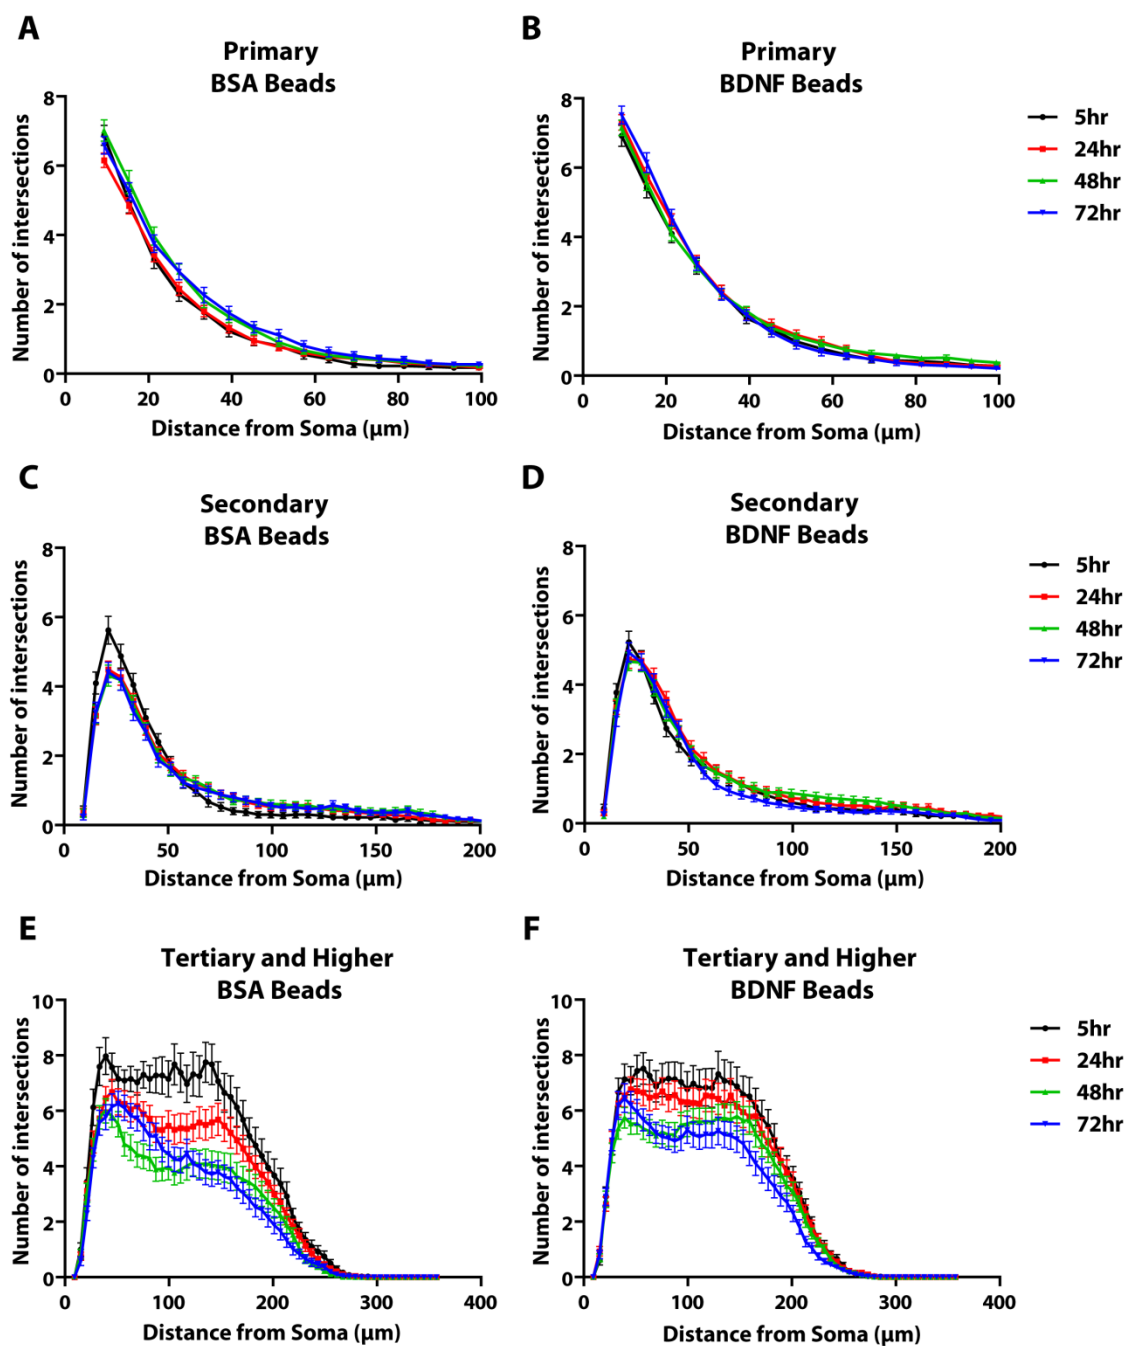 A
Primary
BSA Beads
Number of intersections
8
6
4
2
0
0 20 40 60 80 100
Distance from Soma (µm)
B
Primary
BDNF Beads
Number of intersections
8
6
4
2
0
0 20 40 60 80 100
Distance from Soma (µm)
5hr
24hr
48hr
72hr
C
Secondary
BSA Beads
Number of intersections
8
6
4
2
0
0 50 100 150 200
Distance from Soma (µm)
D
Secondary
BDNF Beads
Number of intersections
8
6
4
2
0
0 50 100 150 200
Distance from Soma (µm)
5hr
24hr
48hr
72hr
E
Tertiary and Higher
BSA Beads
Number of intersections
10
8
6
4
2
0
0 100 200 300 400
Distance from Soma (µm)
F
Tertiary and Higher
BDNF Beads
Number of intersections
10
8
6
4
2
0
0 100 200 300 400
Distance from Soma (µm)
5hr
24hr
48hr
72hr